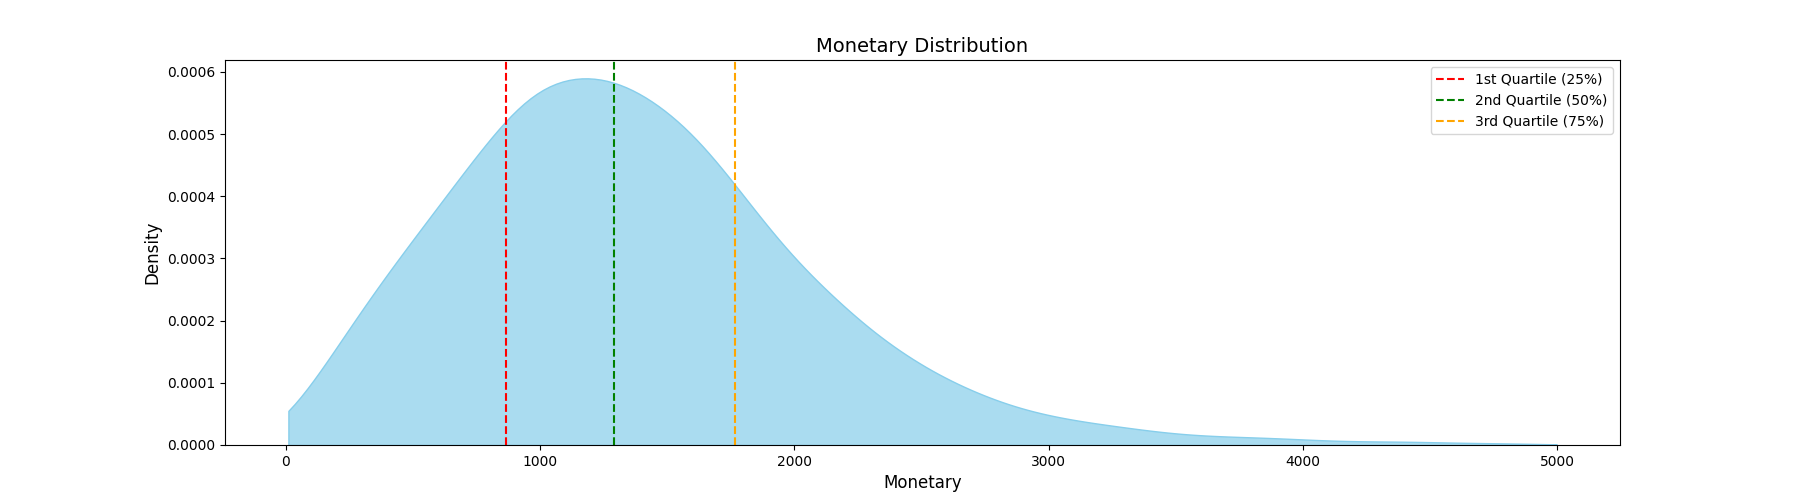 Monetary Distribution
0.0006
0.0005
0.0004
0.0003
0.0002
0.0001
0.0000
Density
1st Quartile (25%)
2nd Quartile (50%)
3rd Quartile (75%)
0 1000 2000 3000 4000 5000
Monetary